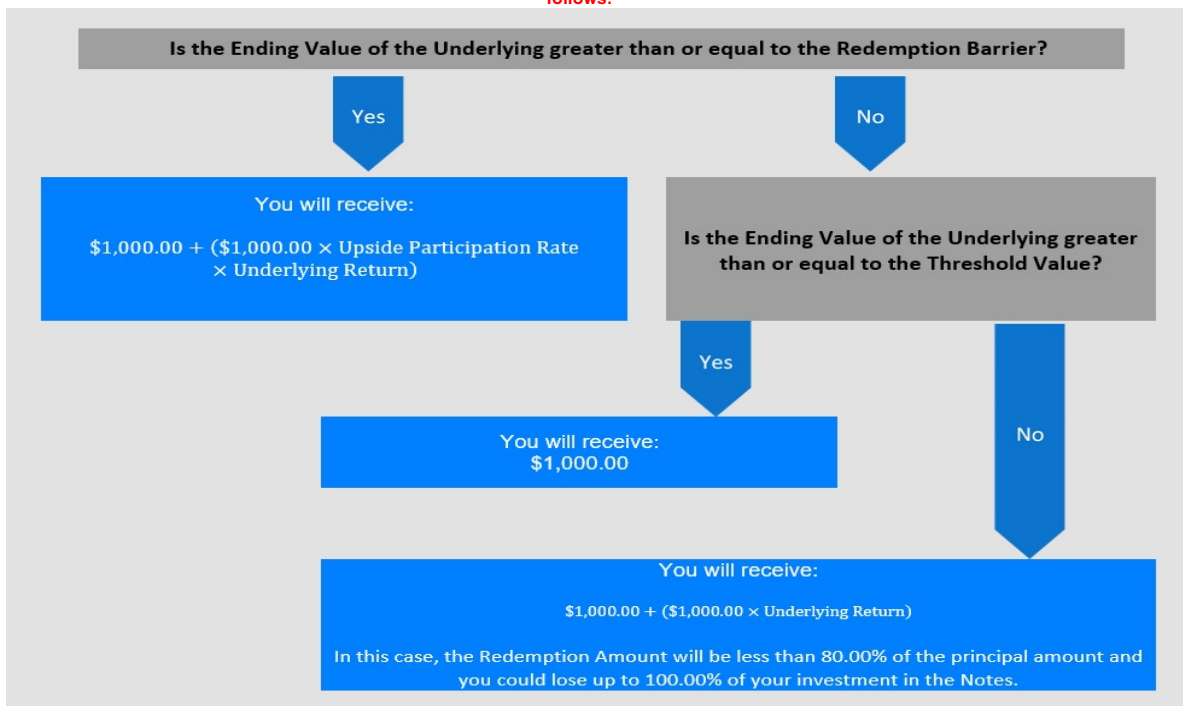 follows:
Is the Ending Value of the Underlying greater than or equal to the Redemption Barrier?
Yes
No
You will receive:
$1,000.00 + ($1,000.00 × Upside Participation Rate
× Underlying Return)
Is the Ending Value of the Underlying greater
than or equal to the Threshold Value?
Yes
No
You will receive:
$1,000.00
You will receive:
$1,000.00 + ($1,000.00 × Underlying Return)
In this case, the Redemption Amount will be less than 80.00% of the principal amount and
you could lose up to 100.00% of your investment in the Notes.